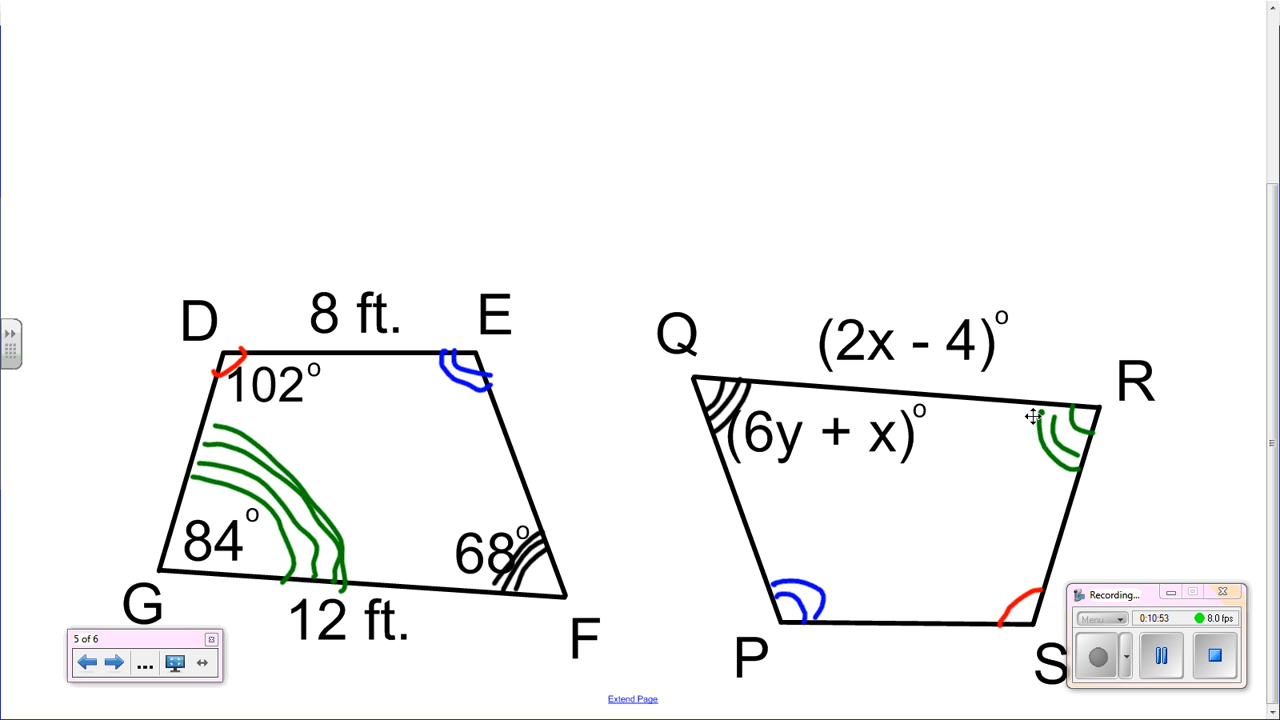 D
8 ft.
E
102°
84°
68°
G
12 ft.
F
Q
(2x - 4)°
R
(6y + x)°
P
S
5 of 6
...
Recording...
Menu
0:10:53
8.0 fps
Extend Page